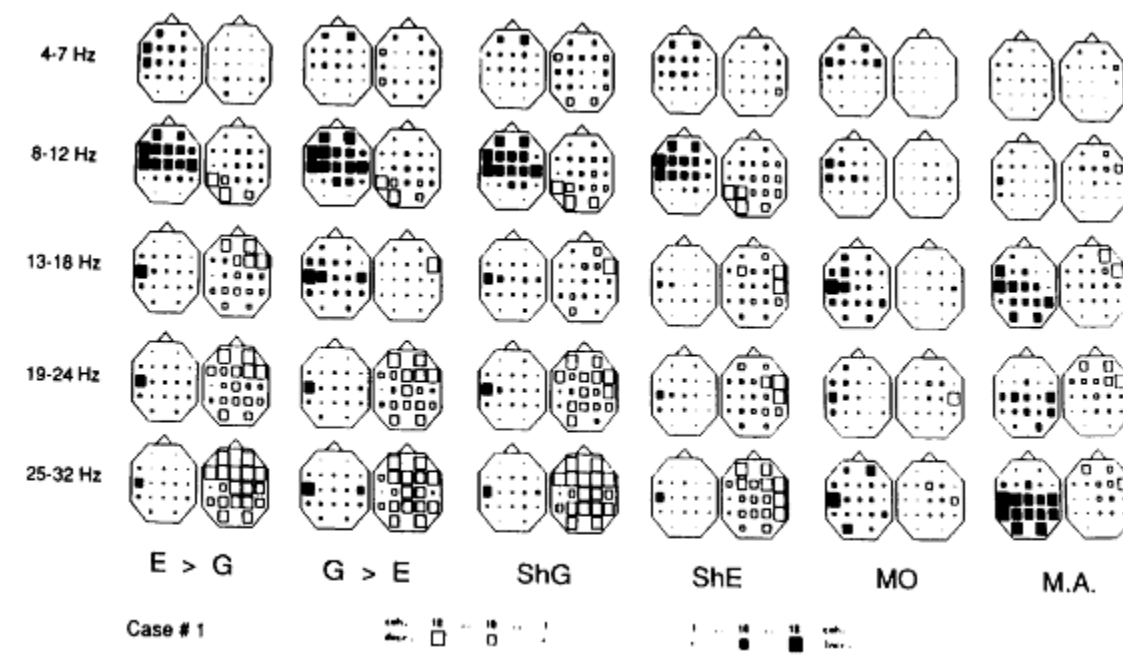 4-7 Hz
8-12 Hz
13-18 Hz
19-24 Hz
25-32 Hz
E > G
G > E
ShG
ShE
MO
M.A.
Case # 1